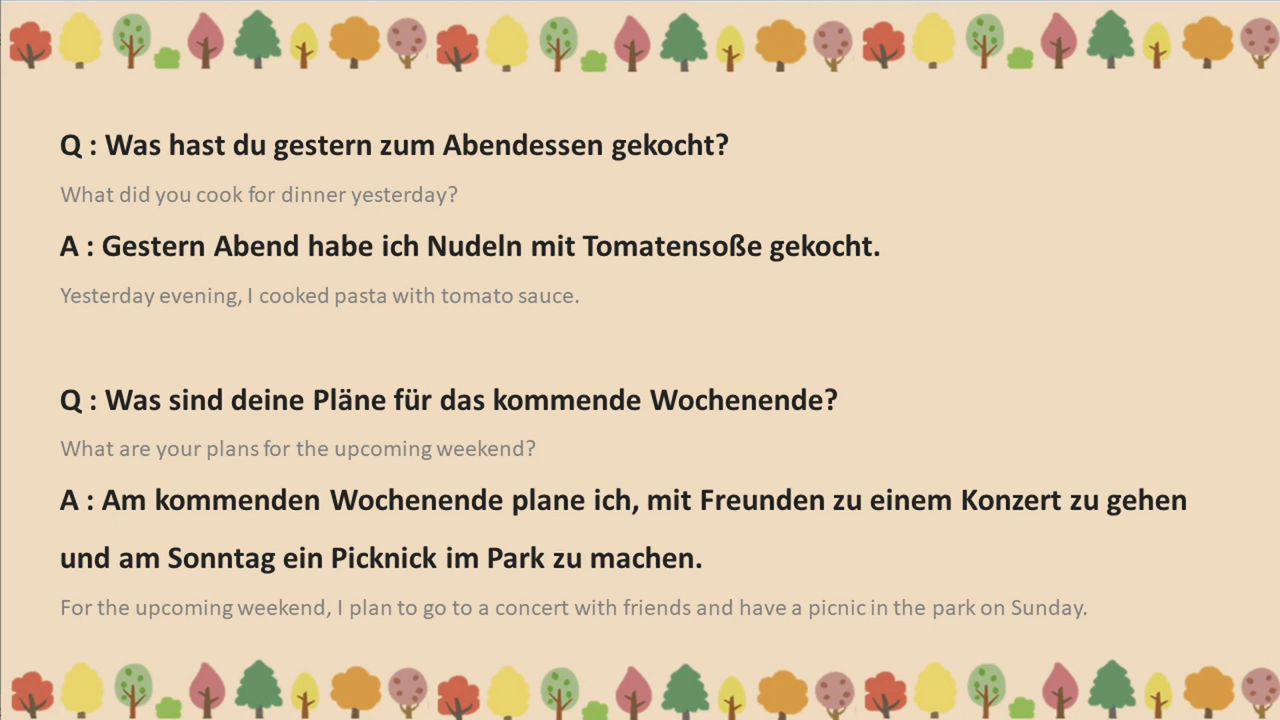 Q : Was hast du gestern zum Abendessen gekocht?
What did you cook for dinner yesterday?
A : Gestern Abend habe ich Nudeln mit Tomatensoße gekocht.
Yesterday evening, I cooked pasta with tomato sauce.
Q : Was sind deine Pläne für das kommende Wochenende?
What are your plans for the upcoming weekend?
A : Am kommenden Wochenende plane ich, mit Freunden zu einem Konzert zu gehen
und am Sonntag ein Picknick im Park zu machen.
For the upcoming weekend, I plan to go to a concert with friends and have a picnic in the park on Sunday.